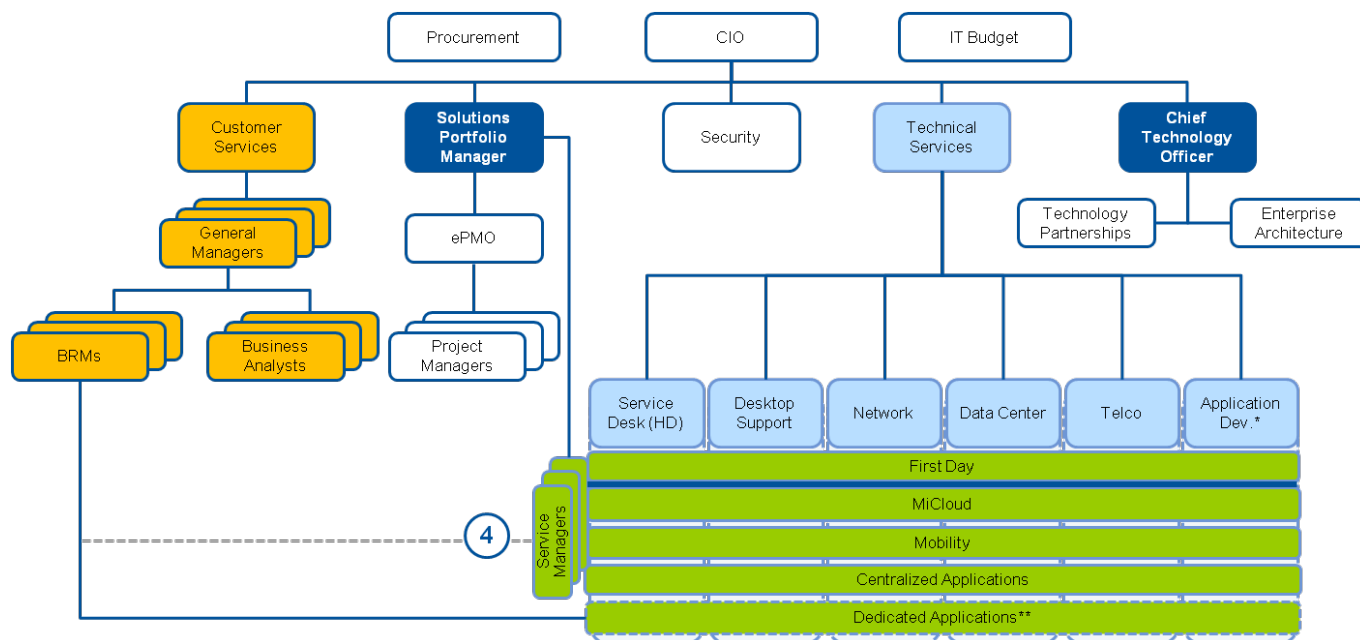 Procurement
CIO
IT Budget
Customer
Services
Solutions
Portfolio
Manager
Security
Technical
Services
Chief
Technology
Officer
General
Managers
ePMO
Technology
Partnerships
Enterprise
Architecture
BRMs
Business
Analysts
Project
Managers
Service
Desk (HD)
Desktop
Support
Network
Data Center
Telco
Application
Dev.*
First Day
MiCloud
Mobility
Centralized Applications
Dedicated Applications**
Service
Managers
4